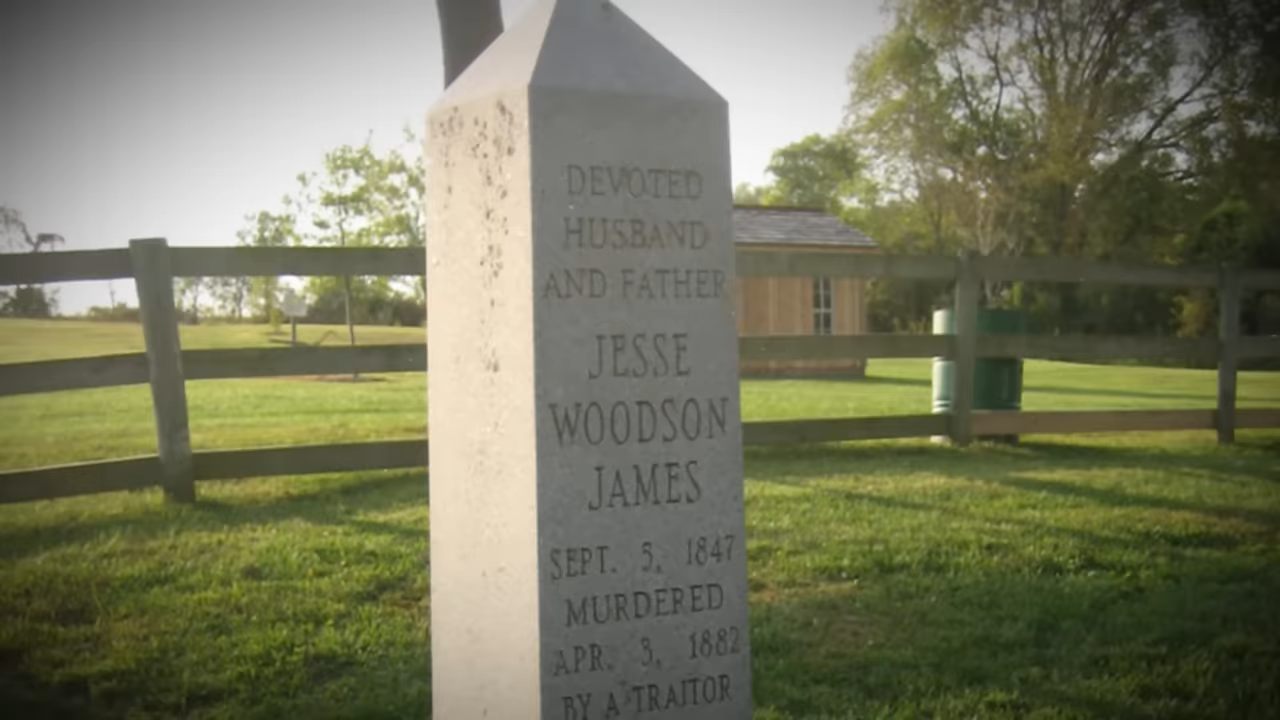 DEVOTED
HUSBAND
AND FATHER
JESSE
WOODSON
JAMES
SEPT. 5, 1847
MURDERED
APR. 3, 1882
BY A TRAITOR